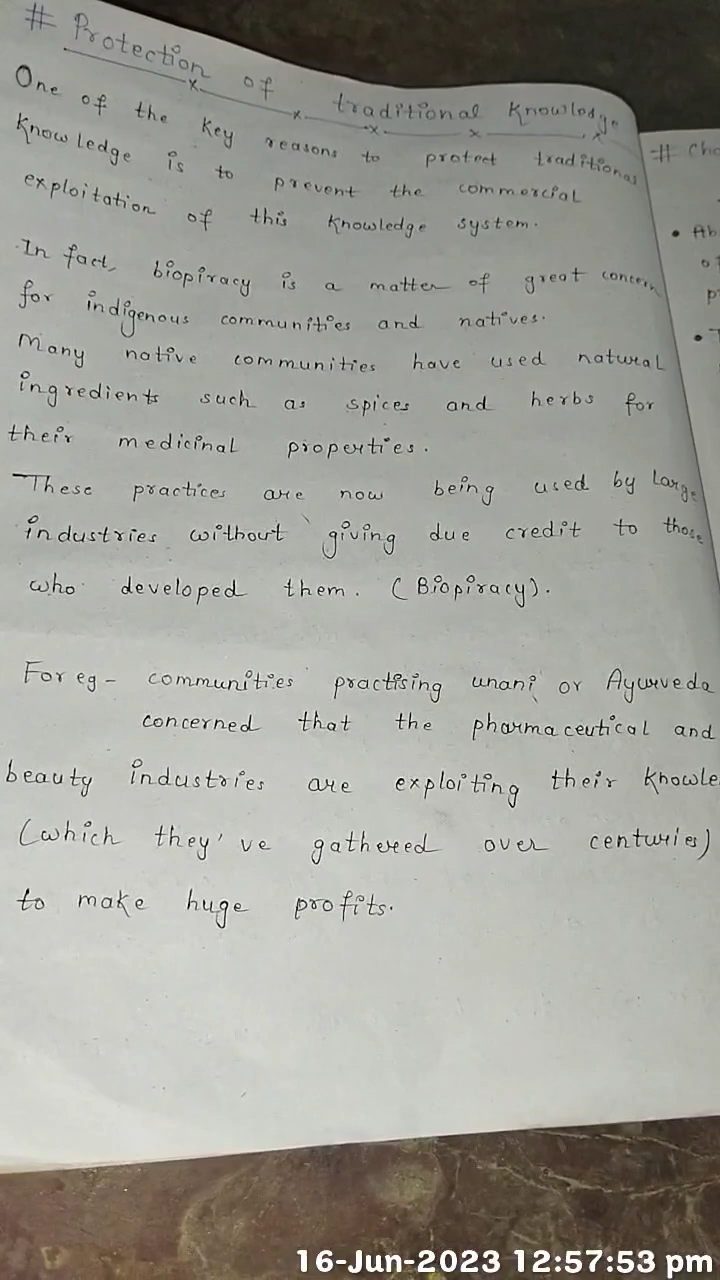 # Protection of traditional Knowledge
One of the key reasons to protect traditional
Knowledge is to prevent the commercial
exploitation of this Knowledge system.
In fact, biopiracy is a matter of great concern
for indigenous communities and natives.
Many native communities have used natural
ingredients such as spices and herbs for
their medicinal properties.
These practices are now being used by Large
industries without giving due credit to those
who developed them. (Biopiracy).
For eg - communities practising unani or Ayurveda
concerned that the pharmaceutical and
beauty industries are exploiting their Knowle
(which they've gathered over centuries)
to make huge profits.
#
• Ab
•
16-Jun-2023 12:57:53 pm